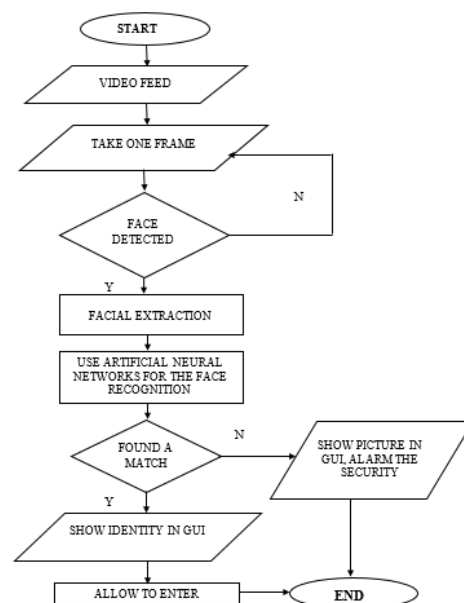 START
VIDEO FEED
TAKE ONE FRAME
N
FACE
DETECTED
Y
FACIAL EXTRACTION
USE ARTIFICIAL NEURAL
NETWORKS FOR THE FACE
RECOGNITION
FOUND A
MATCH
N
SHOW PICTURE IN
GUI, ALARM THE
SECURITY
Y
SHOW IDENTITY IN GUI
ALLOW TO ENTER
END